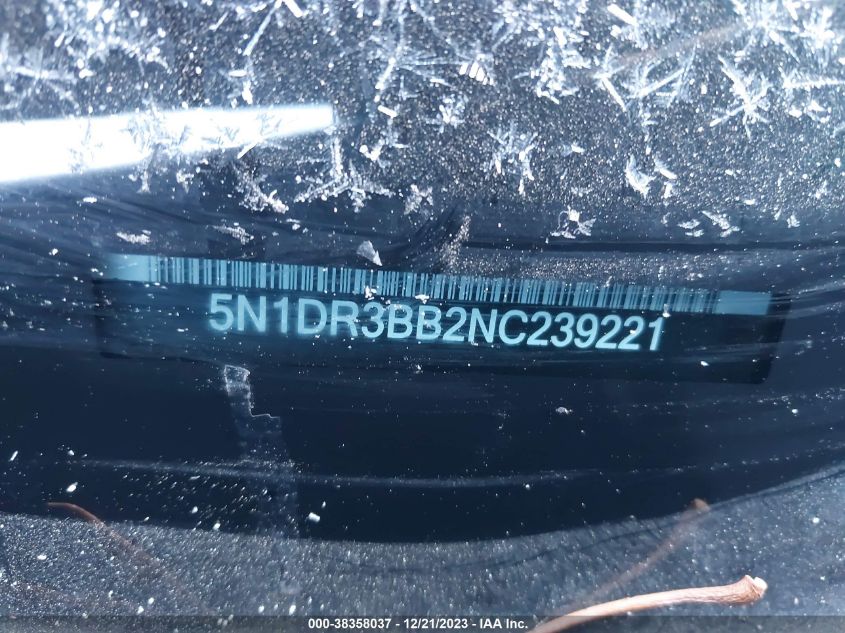 5N1DR3BB2NC239221
000-38358037 - 12/21/2023 - IAA Inc.